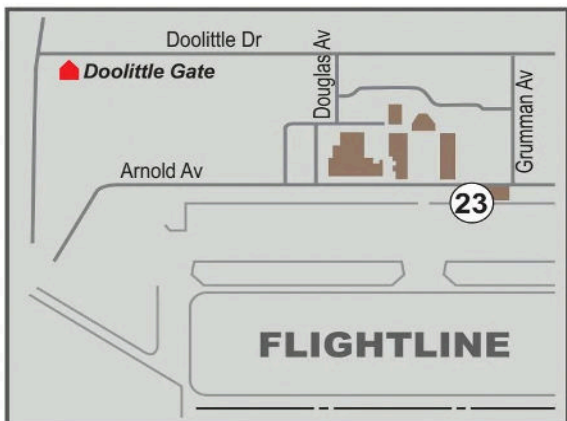 Doolittle Dr
Doolittle Gate
Douglas Av
Grumman Av
Arnold Av
23
FLIGHTLINE